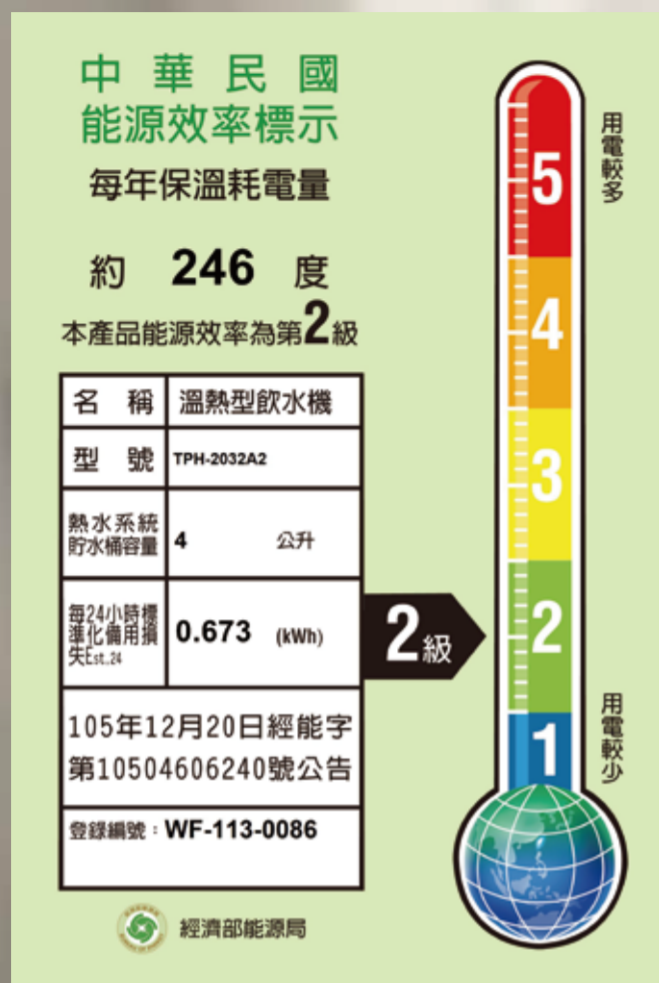 中華民國
能源效率標示
每年保溫耗電量
約 246 度
本產品能源效率為第2級
名稱 溫熱型飲水機
型號 TPH-2032A2
熱水系統
貯水桶容量 4 公升
每24小時標
準化備用損
失Est.24 0.673 (kWh)
105年12月20日經能字
第10504606240號公告
登錄編號：WF-113-0086
經濟部能源局
2級
用電較多
5
4
3
2
1
用電較少